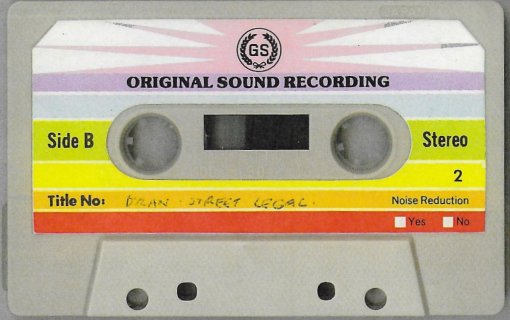 GS
ORIGINAL SOUND RECORDING
Side B
Stereo
2
Title No: DYLAN · STREET LEGAL.
Noise Reduction
Yes No